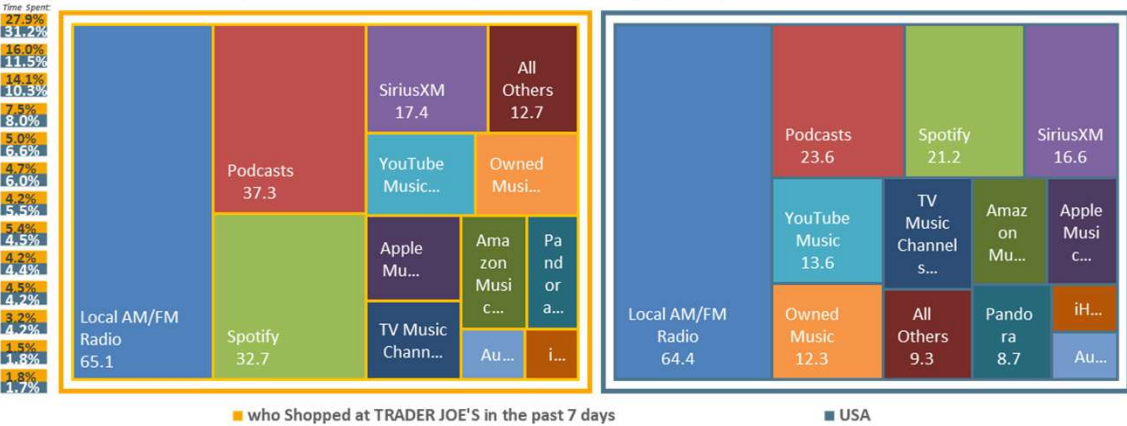 Time Spent:
27.9%
31.2%
16.0%
11.5%
14.1%
10.3%
7.5%
8.0%
5.0%
6.6%
4.7%
6.0%
4.2%
5.5%
5.4%
4.5%
4.2%
4.4%
4.5%
4.2%
3.2%
4.2%
1.5%
1.8%
1.8%
1.7%
Local AM/FM
Radio
65.1
Podcasts
37.3
Spotify
32.7
SiriusXM
17.4
All
Others
12.7
YouTube
Music...
Owned
Musi...
Apple
Mu...
Ama
zon
Musi
c...
Pa
nd
or
a...
TV Music
Chann...
Au...
i...
Local AM/FM
Radio
64.4
Podcasts
23.6
Spotify
21.2
SiriusXM
16.6
YouTube
Music
13.6
TV
Music
Channel
s...
Amaz
on
Mu...
Apple
Musi
c...
Owned
Music
12.3
All
Others
9.3
Pando
ra
8.7
iH...
Au...
who Shopped at TRADER JOE'S in the past 7 days
USA